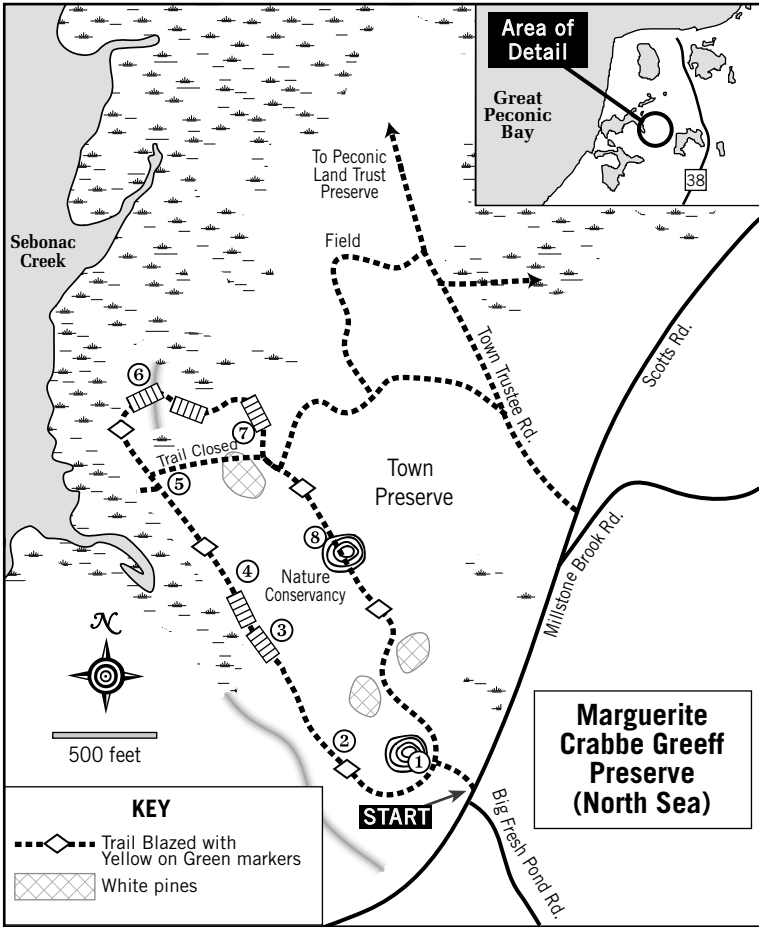 Area of
Detail
Great
Peconic
Bay
38
To Peconic
Land Trust
Preserve
Field
Sebonac
Creek
Town Trustee Rd.
Scotts Rd.
6
7
Trail Closed
5
Town
Preserve
8
Nature
Conservancy
4
3
Millstone Brook Rd.
N
500 feet
2
1
START
Marguerite
Crabbe Greeff
Preserve
(North Sea)
Big Fresh Pond Rd.
KEY
Trail Blazed with
Yellow on Green markers
White pines